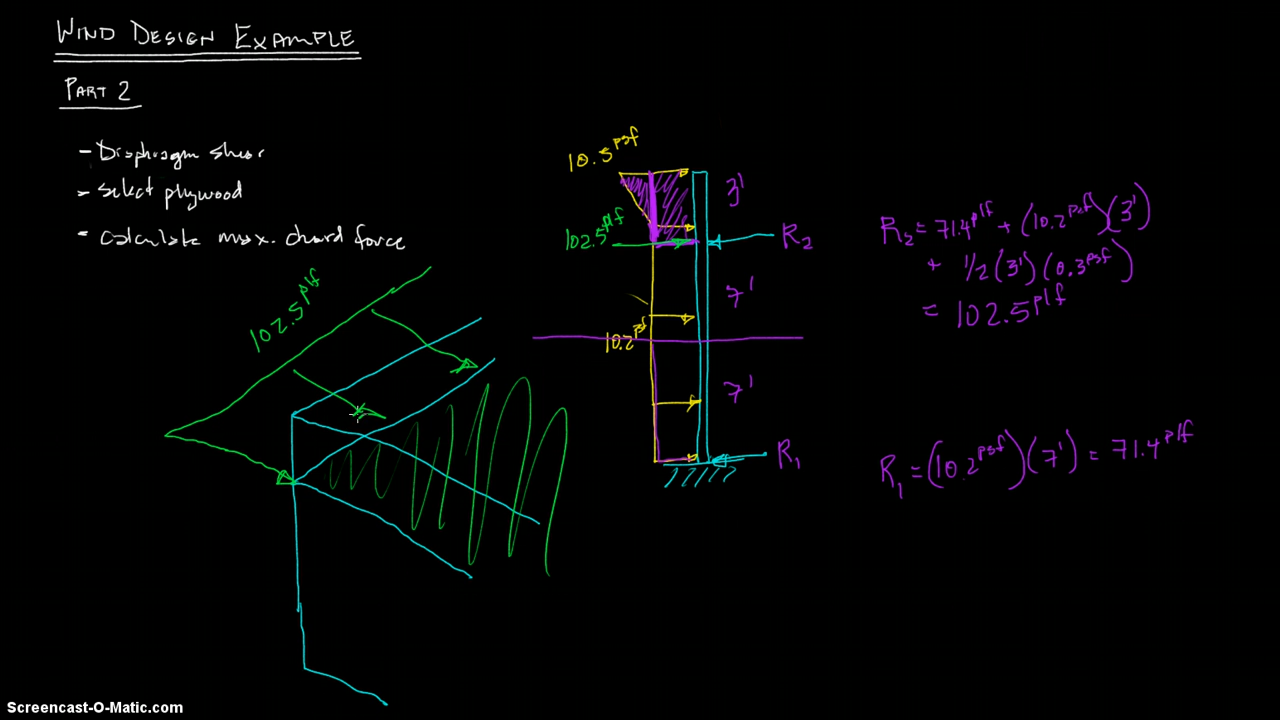 WIND DESIGN EXAMPLE
PART 2
- Diaphragm shear
- Select plywood
- calculate max. chord force
102.5 plf
10.5 psf
102.5 plf
10.2 psf
3'
7'
7'
R2
R1
R2 = 71.4 plf + (10.2 psf)(3')
+ 1/2 (3')(0.3 psf)
= 102.5 plf
R1 = (10.2 psf)(7') = 71.4 plf
Screencast-O-Matic.com